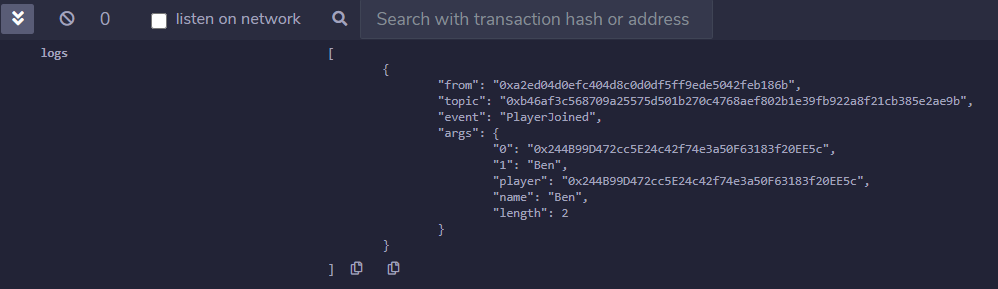 0 listen on network Search with transaction hash or address
logs [
{
"from": "0xa2ed04d0efc404d8c0d0df5ff9ede5042feb186b",
"topic": "0xb46af3c568709a25575d501b270c4768aef802b1e39fb922a8f21cb385e2ae9b",
"event": "PlayerJoined",
"args": {
"0": "0x244B99D472cc5E24c42f74e3a50F63183f20EE5c",
"1": "Ben",
"player": "0x244B99D472cc5E24c42f74e3a50F63183f20EE5c",
"name": "Ben",
"length": 2
}
}
]